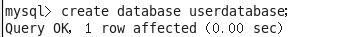 mysql> create database userdatabase;
Query OK, 1 row affected (0.00 sec)